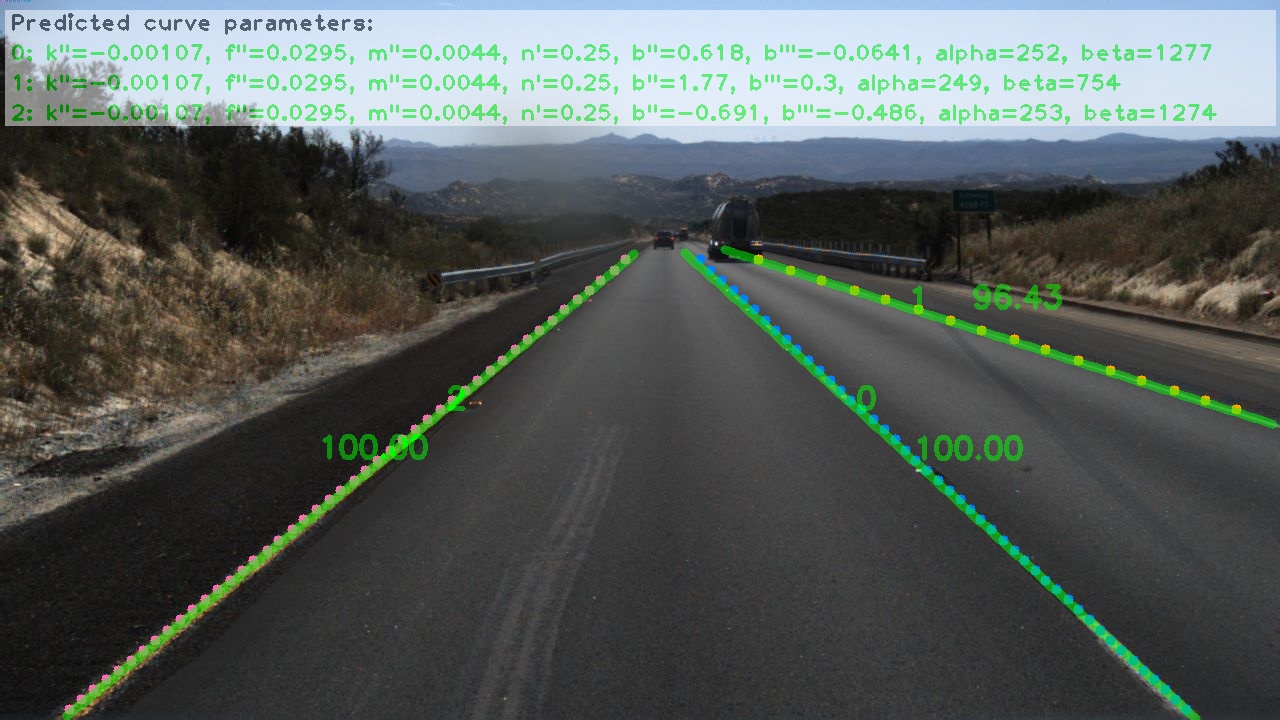 Predicted curve parameters:
0: k''=-0.00107, f''=0.0295, m''=0.0044, n'=0.25, b''=0.618, b'''=-0.0641, alpha=252, beta=1277
1: k''=-0.00107, f''=0.0295, m''=0.0044, n'=0.25, b''=1.77, b'''=0.3, alpha=249, beta=754
2: k''=-0.00107, f''=0.0295, m''=0.0044, n'=0.25, b''=-0.691, b'''=-0.486, alpha=253, beta=1274
1 96.43
2 0
100.00 100.00